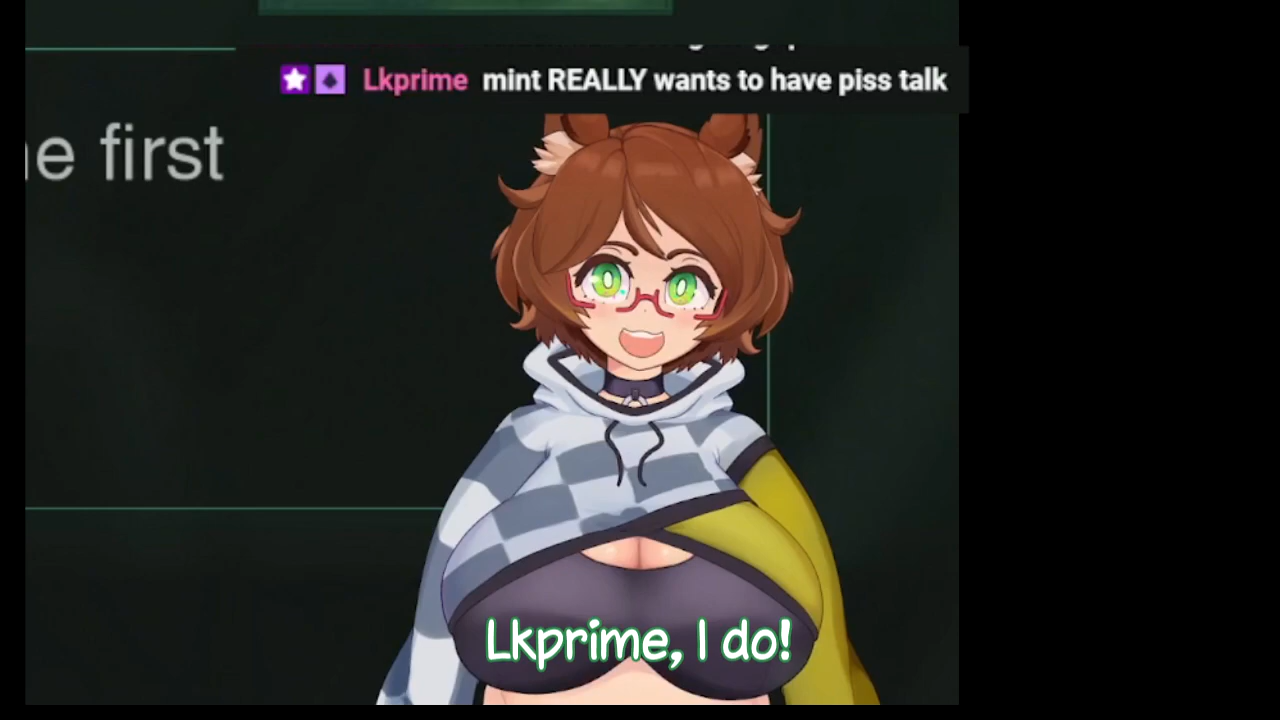 Lkprime mint REALLY wants to have piss talk
e first
Lkprime, I do!